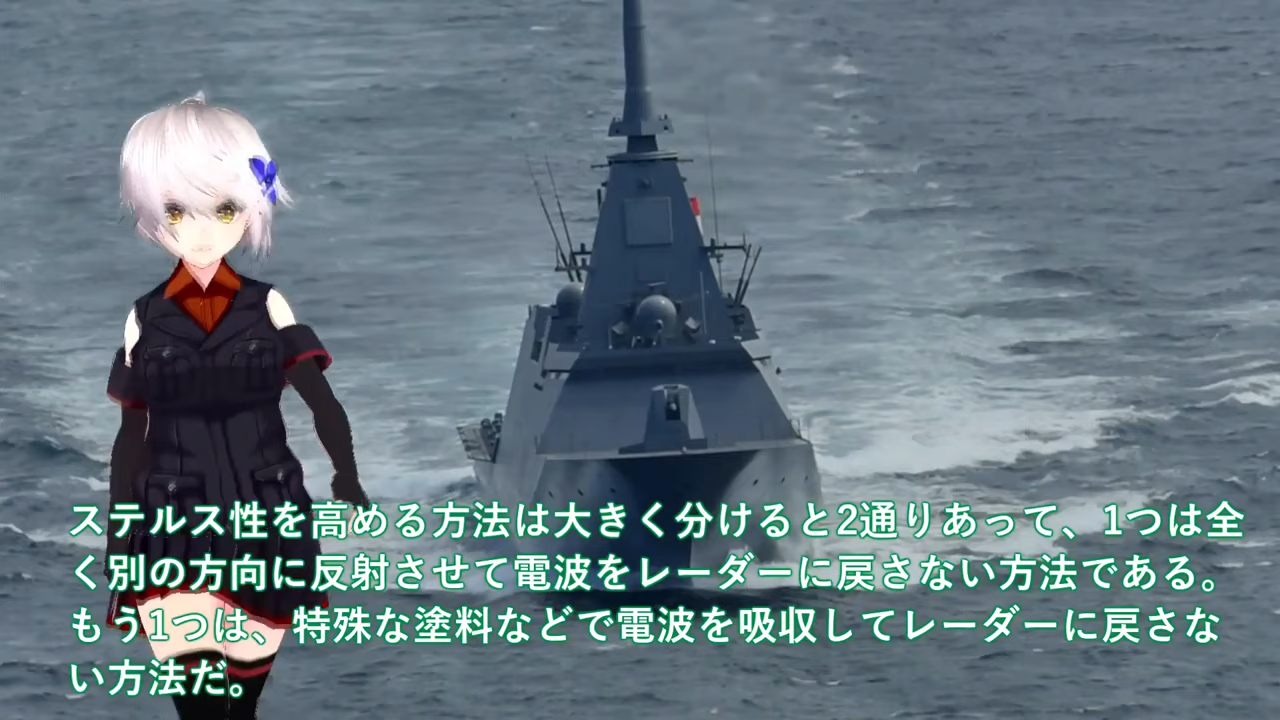 ステルス性を高める方法は大きく分けると2通りあって、1つは全
く別の方向に反射させて電波をレーダーに戻さない方法である。
もう1つは、特殊な塗料などで電波を吸収してレーダーに戻さな
い方法だ。